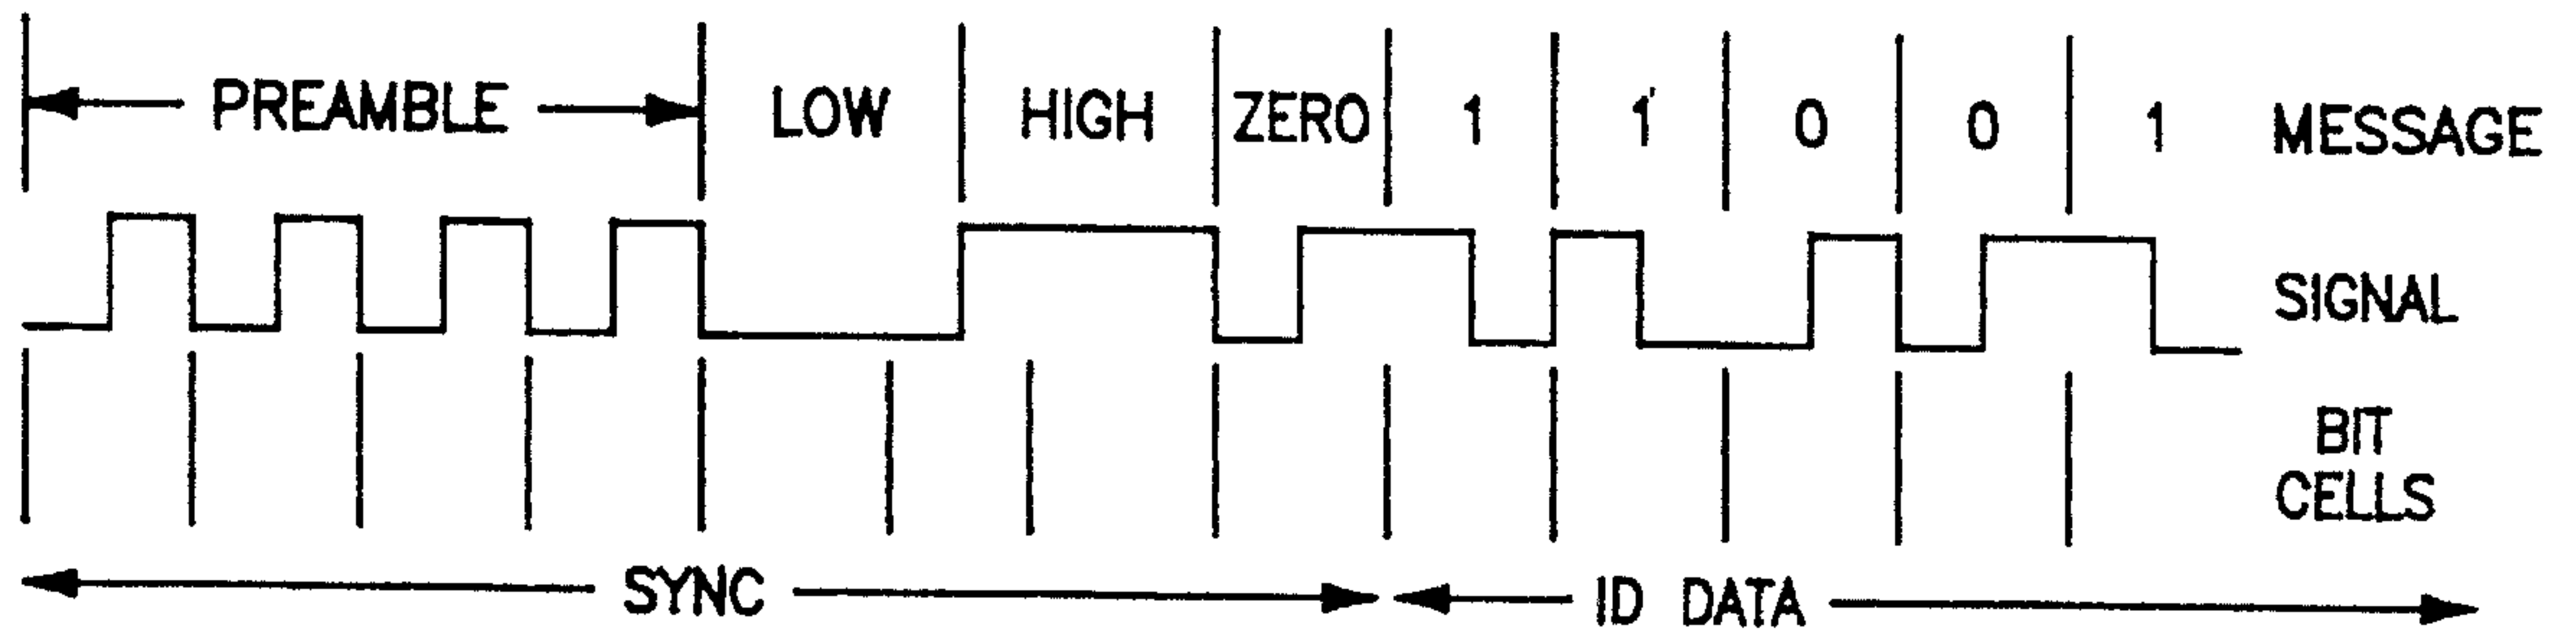 PREAMBLE LOW HIGH ZERO 1 1 0 0 1 MESSAGE
SIGNAL
BIT
CELLS
SYNC ID DATA